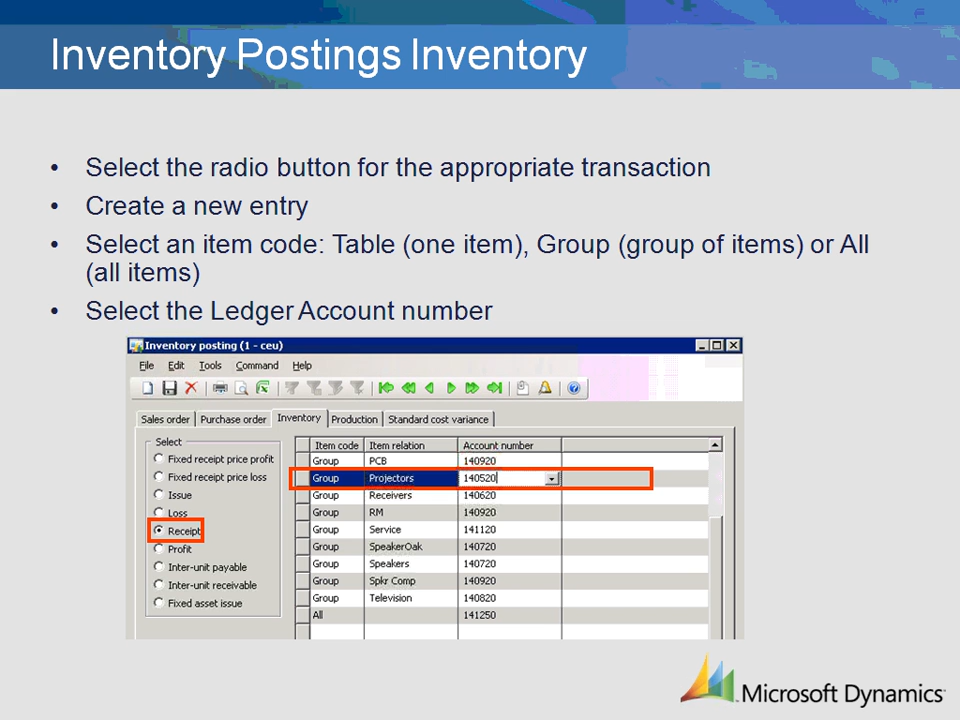 Inventory Postings Inventory
• Select the radio button for the appropriate transaction
• Create a new entry
• Select an item code: Table (one item), Group (group of items) or All
(all items)
• Select the Ledger Account number
Inventory posting (1 - ceu)
File Edit Tools Command Help
Sales order Purchase order Inventory Production Standard cost variance
Select
Fixed receipt price profit
Fixed receipt price loss
Issue
Loss
Receipt
Profit
Inter-unit payable
Inter-unit receivable
Fixed asset issue
Item code Item relation Account number
Group PCB 140920
Group Projectors 140520
Group Receivers 140620
Group RM 140920
Group Service 141120
Group SpeakerOak 140720
Group Speakers 140720
Group Spkr Comp 140920
Group Television 140820
All 141250
Microsoft Dynamics